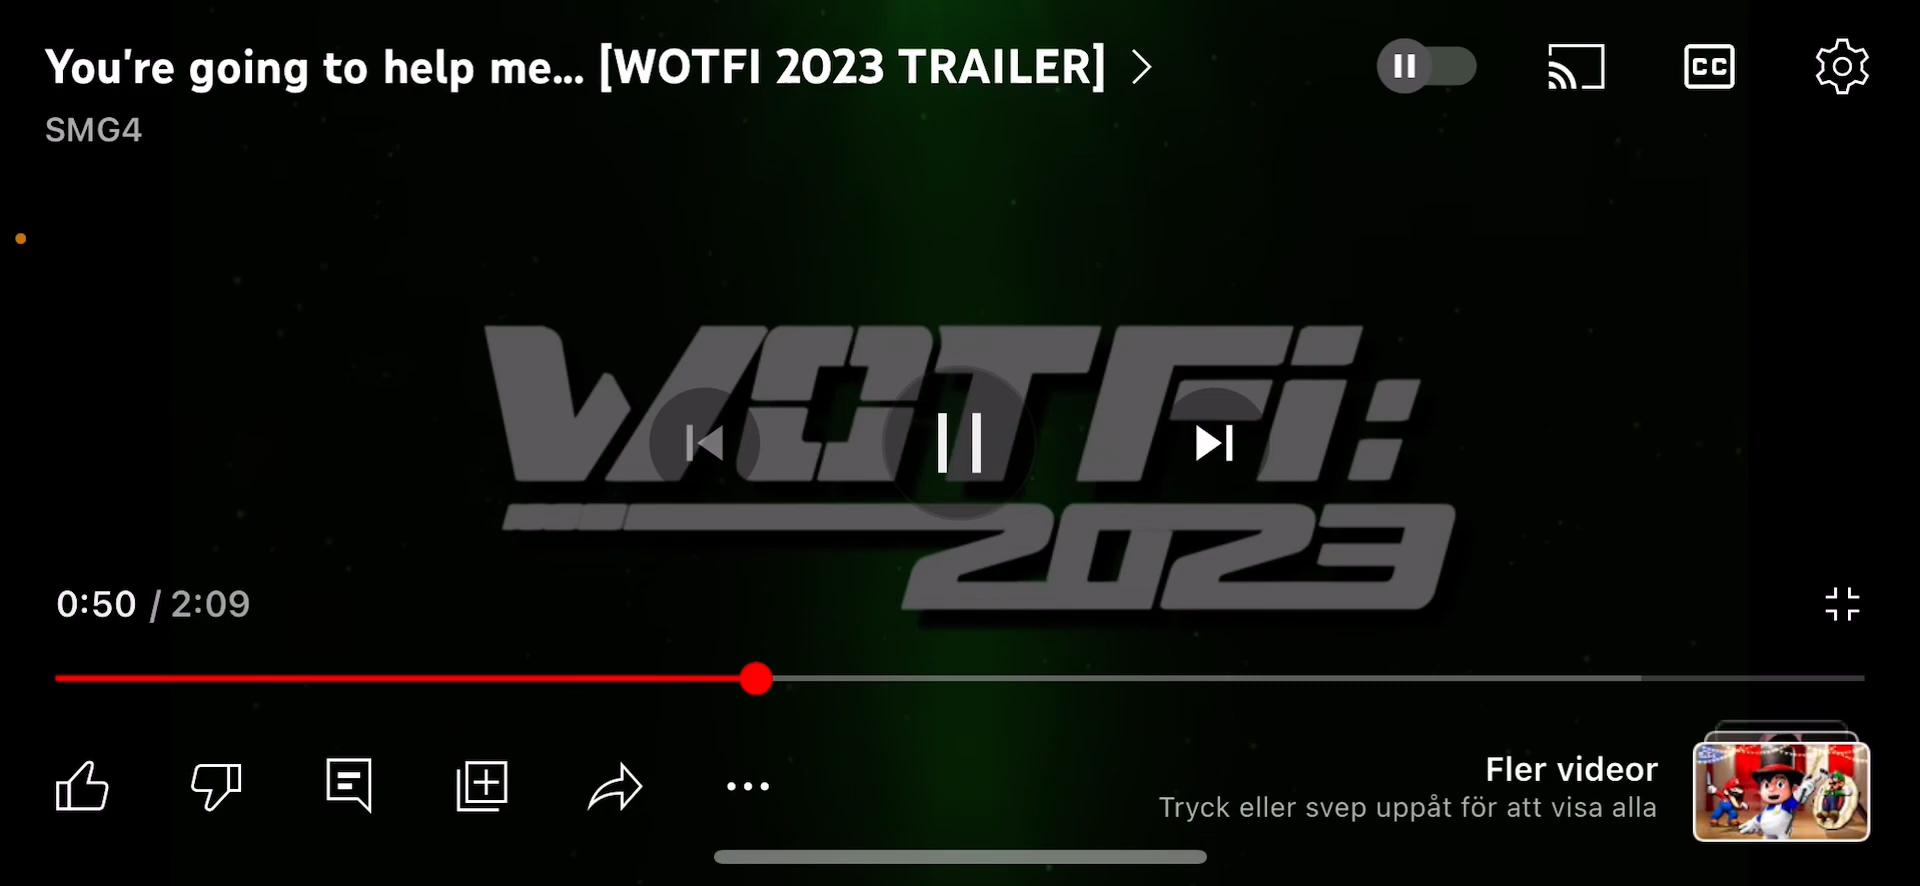 You're going to help me... [WOTFI 2023 TRAILER]
SMG4
CC
WOTFi:
2023
0:50 / 2:09
Fler videor
Tryck eller svep uppåt för att visa alla